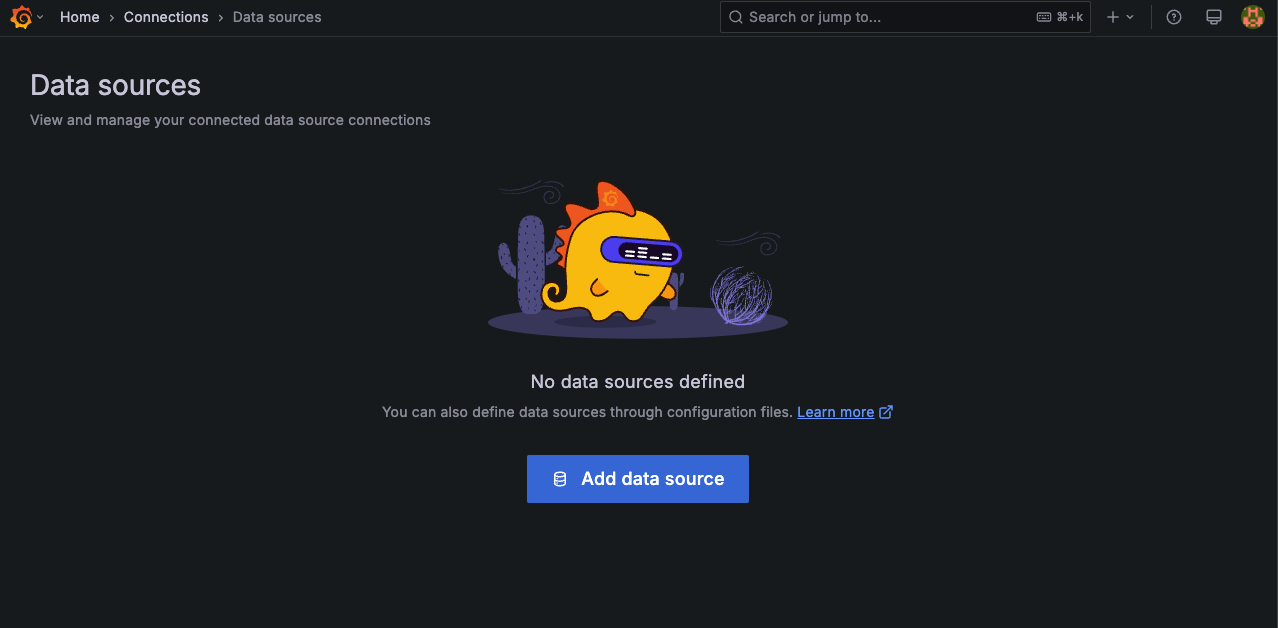 Home › Connections › Data sources
Search or jump to... ⌘+k
Data sources
View and manage your connected data source connections
No data sources defined
You can also define data sources through configuration files. Learn more
Add data source